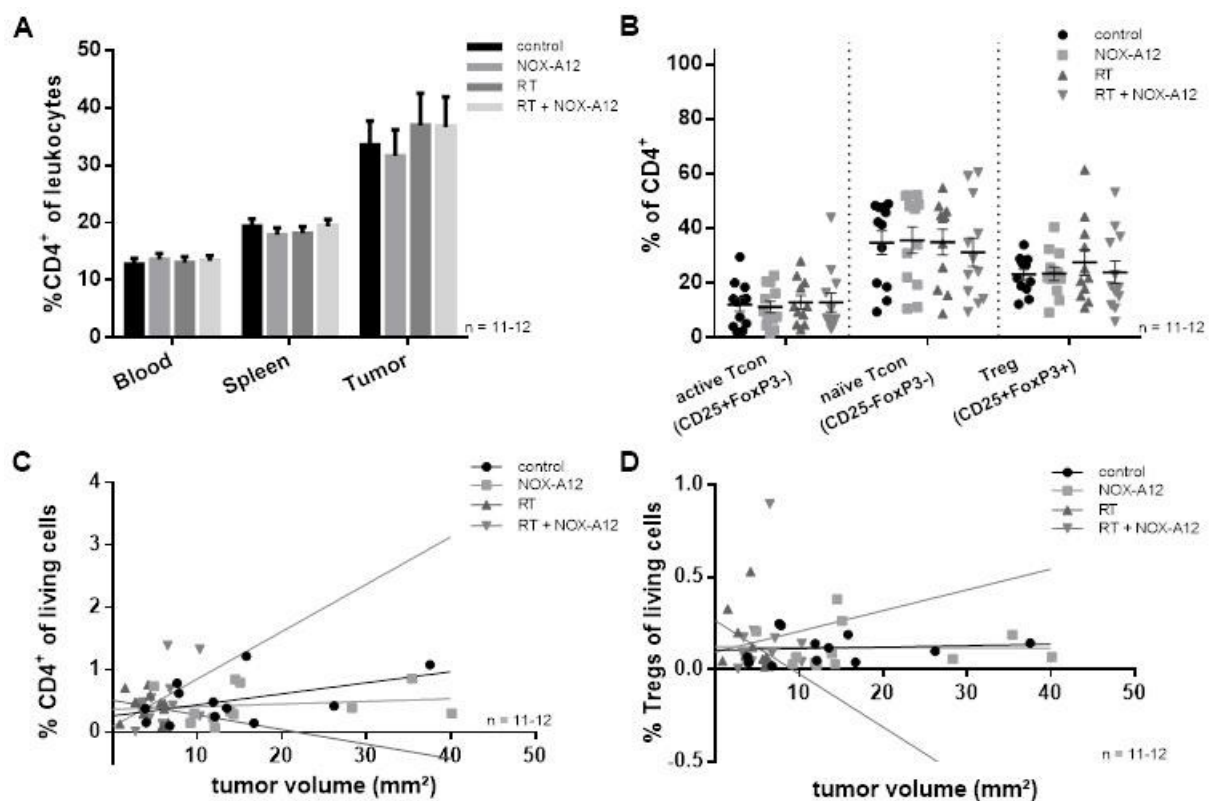 A
%CD4+ of leukocytes
50
40
30
20
10
0
control
NOX-A12
RT
RT + NOX-A12
n = 11-12
Blood
Spleen
Tumor
B
% of CD4+
100
80
60
40
20
0
control
NOX-A12
RT
RT + NOX-A12
n = 11-12
active Tcon
(CD25+FoxP3-)
naïve Tcon
(CD25-FoxP3-)
Treg
(CD25+FoxP3+)
C
% CD4+ of living cells
4
3
2
1
0
control
NOX-A12
RT
RT + NOX-A12
n = 11-12
10
20
30
40
50
tumor volume (mm²)
D
% Tregs of living cells
1.0
0.5
0.0
-0.5
control
NOX-A12
RT
RT + NOX-A12
10
20
30
40
50
n = 11-12
tumor volume (mm²)